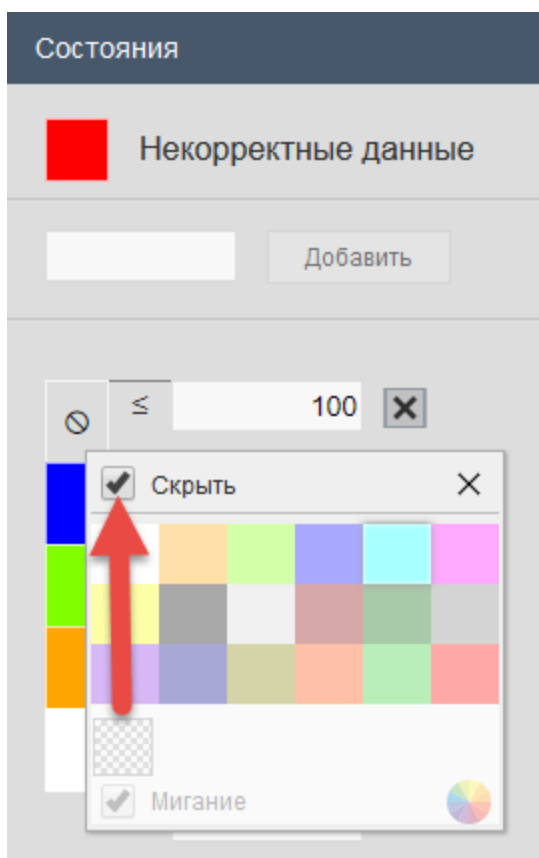 Состояния
Некорректные данные
Добавить
≤ 100
Скрыть
Мигание